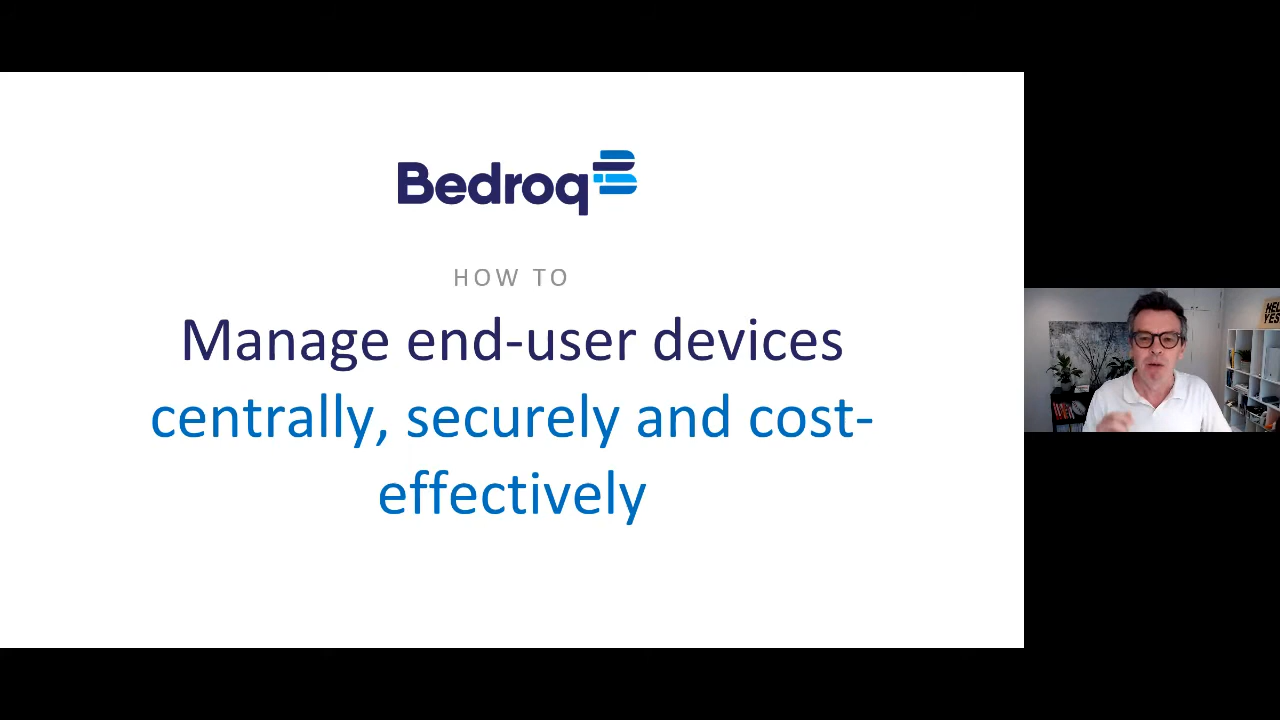 Bedroq
HOW TO
Manage end-user devices
centrally, securely and cost-
effectively